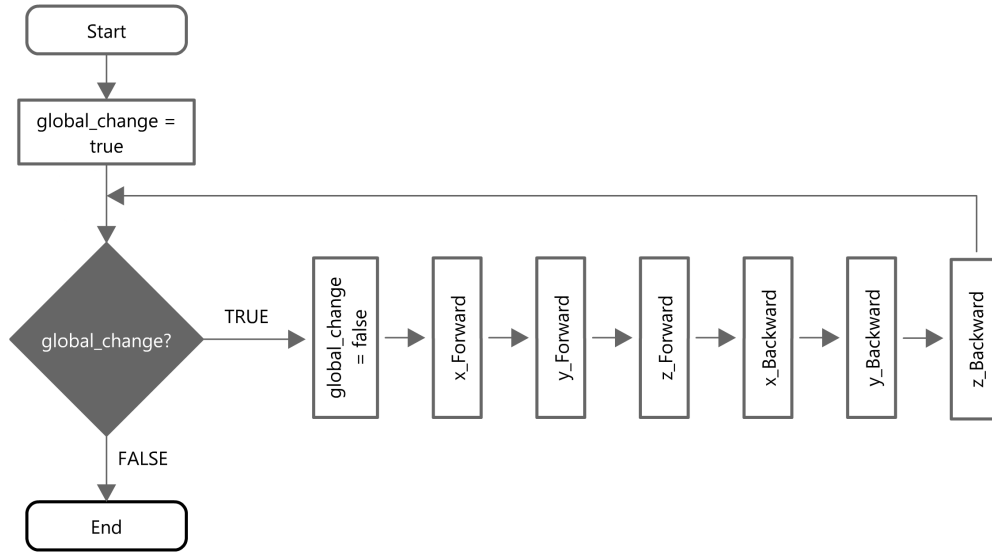 Start
global_change =
true
global_change?
TRUE
global_change
= false
x_Forward
y_Forward
z_Forward
x_Backward
y_Backward
z_Backward
FALSE
End